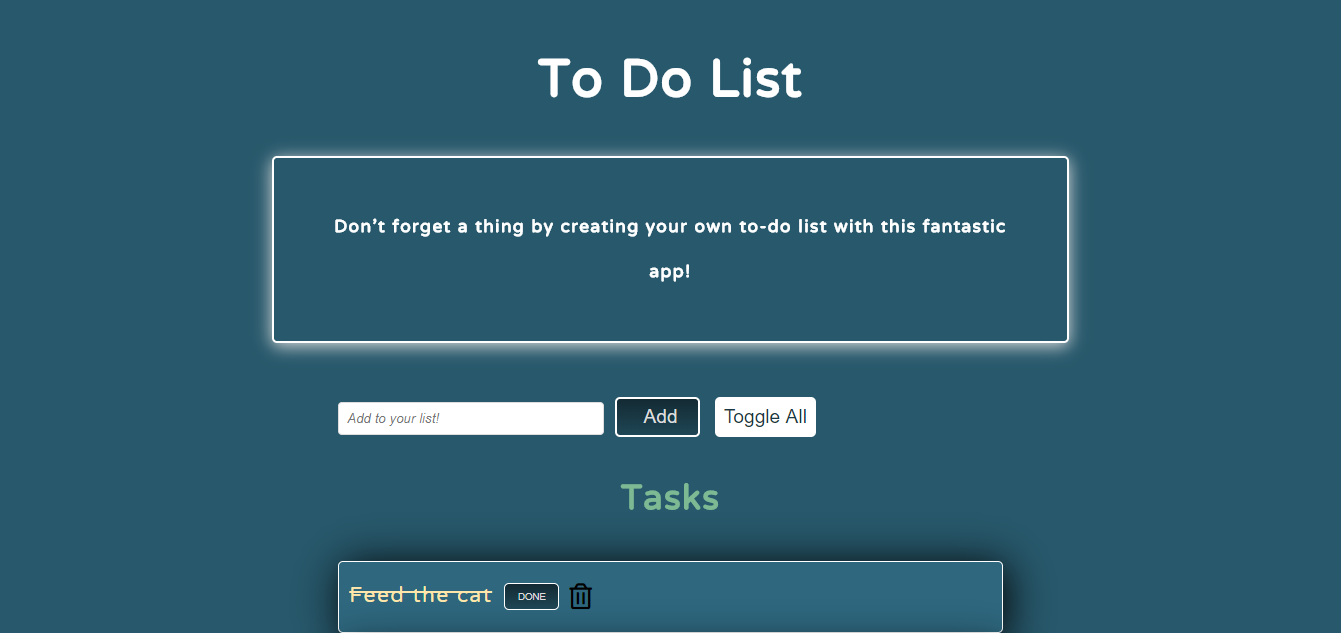 To Do List
Don’t forget a thing by creating your own to-do list with this fantastic
app!
Add to your list! Add Toggle All
Tasks
Feed the cat DONE